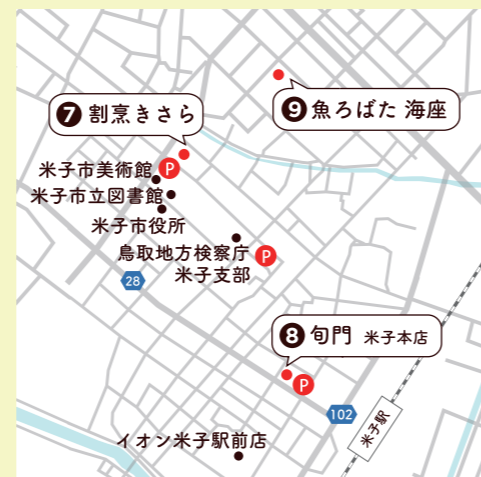 ❾魚ろばた 海座
❼ 割烹きさら
米子市美術館 P
米子市立図書館
米子市役所
鳥取地方検察庁
米子支部
P
28
❽ 旬門 米子本店
P
102
米子駅
イオン米子駅前店